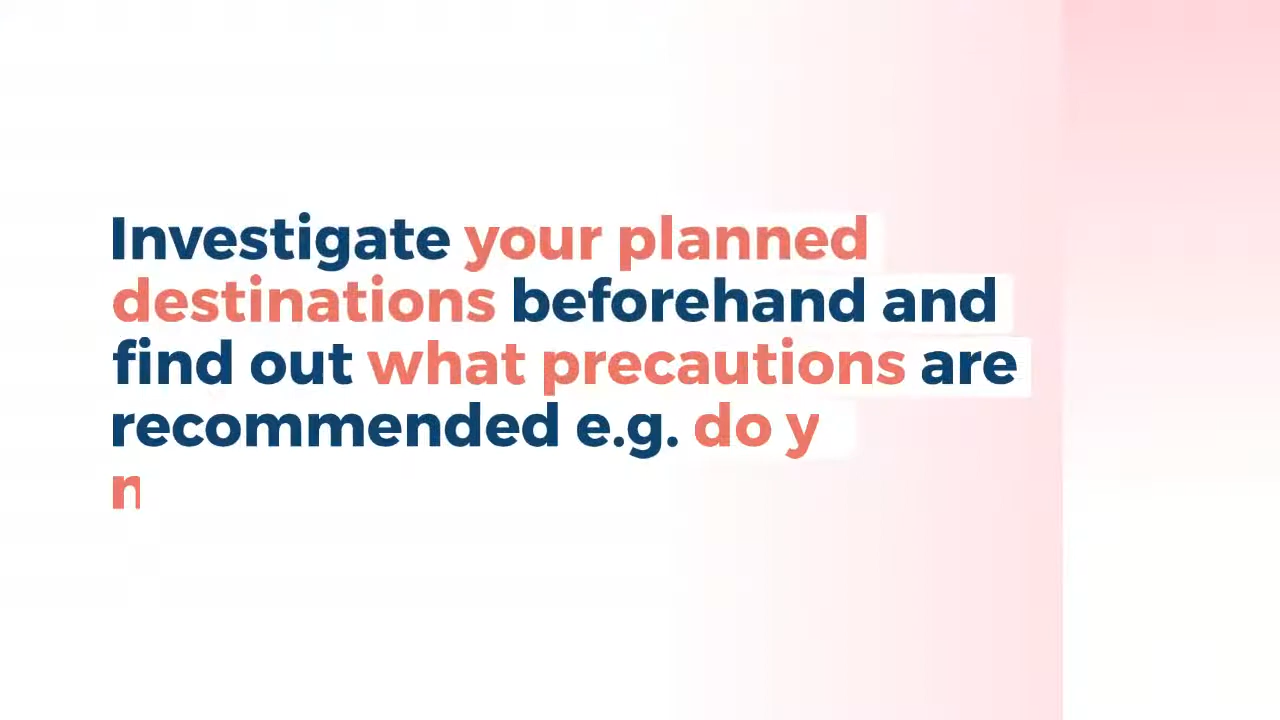 Investigate your planned
destinations beforehand and
find out what precautions are
recommended e.g. do y
n